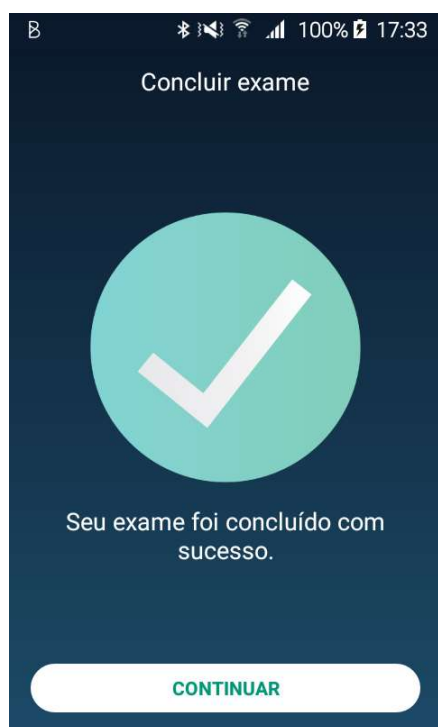 B 100% 17:33
Concluir exame
Seu exame foi concluído com
sucesso.
CONTINUAR